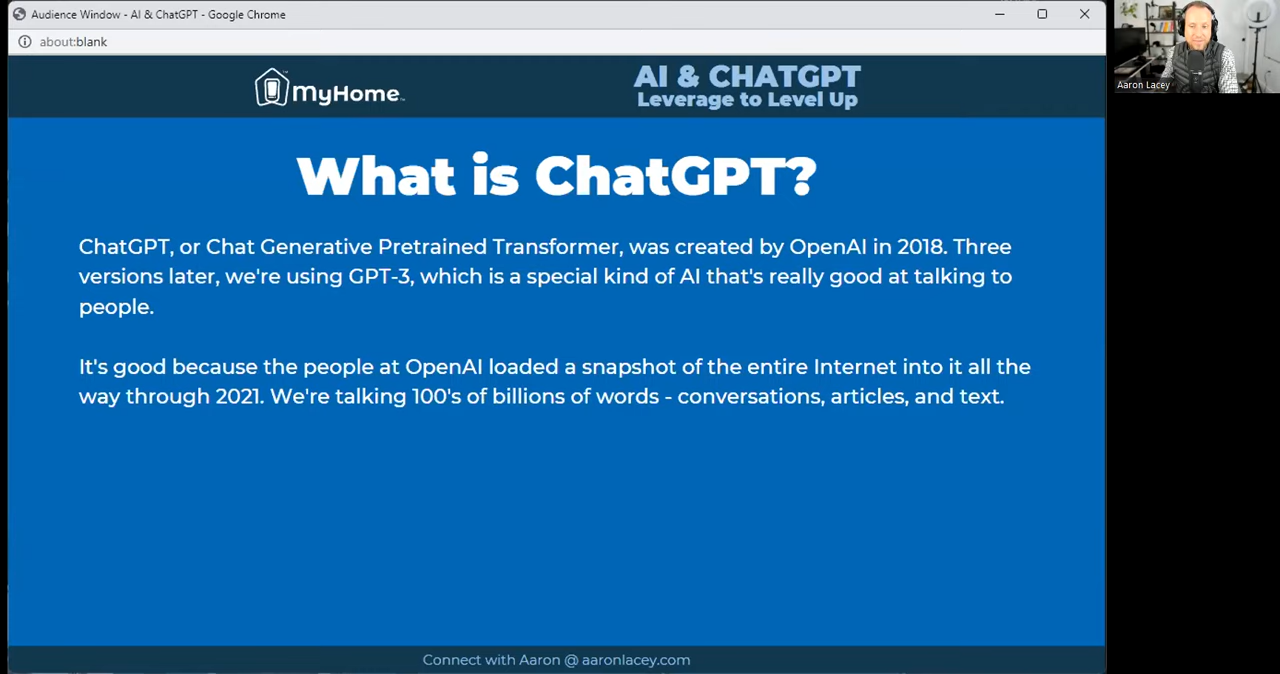 Audience Window - AI & ChatGPT - Google Chrome
about:blank
MyHome
AI & CHATGPT
Leverage to Level Up
Aaron Lacey
What is ChatGPT?
ChatGPT, or Chat Generative Pretrained Transformer, was created by OpenAI in 2018. Three
versions later, we're using GPT-3, which is a special kind of AI that's really good at talking to
people.
It's good because the people at OpenAI loaded a snapshot of the entire Internet into it all the
way through 2021. We're talking 100's of billions of words - conversations, articles, and text.
Connect with Aaron @ aaronlacey.com